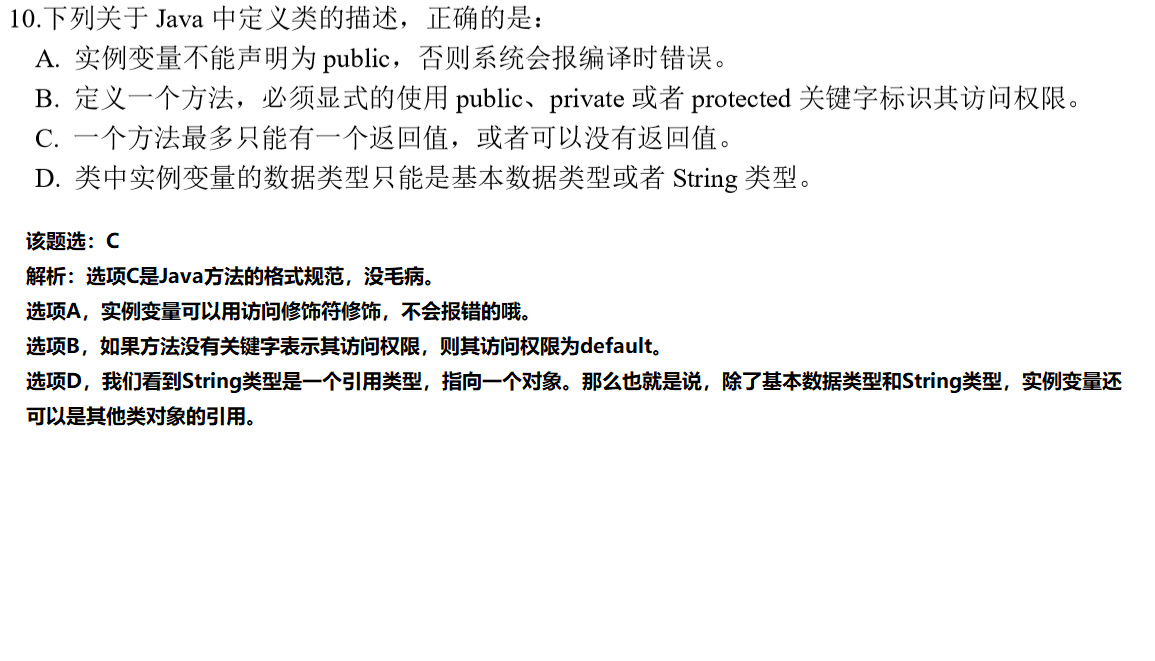 10.下列关于 Java 中定义类的描述，正确的是：
A. 实例变量不能声明为 public，否则系统会报编译时错误。
B. 定义一个方法，必须显式的使用 public、private 或者 protected 关键字标识其访问权限。
C. 一个方法最多只能有一个返回值，或者可以没有返回值。
D. 类中实例变量的数据类型只能是基本数据类型或者 String 类型。
该题选：C
解析：选项C是Java方法的格式规范，没毛病。
选项A，实例变量可以用访问修饰符修饰，不会报错的哦。
选项B，如果方法没有关键字表示其访问权限，则其访问权限为default。
选项D，我们看到String类型是一个引用类型，指向一个对象。那么也就是说，除了基本数据类型和String类型，实例变量还
可以是其他类对象的引用。